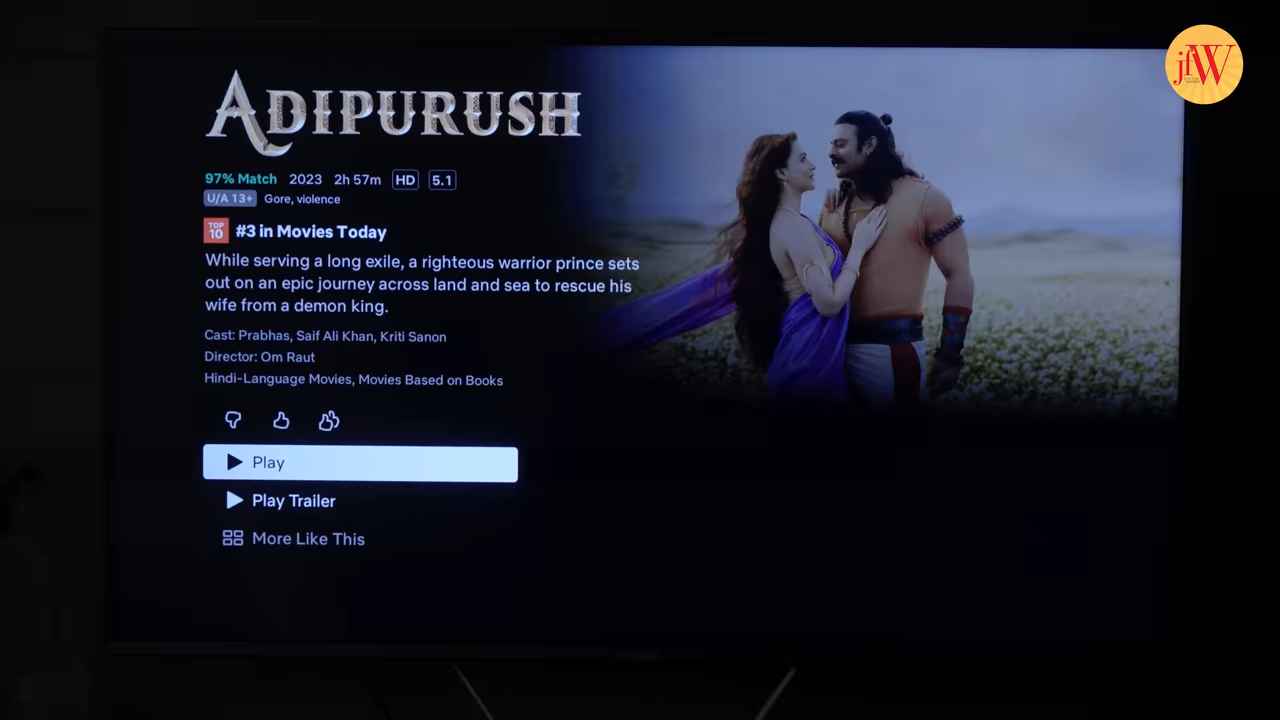 jfW
ADIPURUSH
97% Match 2023 2h 57m HD 5.1
U/A 13+ Gore, violence
TOP 10 #3 in Movies Today
While serving a long exile, a righteous warrior prince sets
out on an epic journey across land and sea to rescue his
wife from a demon king.
Cast: Prabhas, Saif Ali Khan, Kriti Sanon
Director: Om Raut
Hindi-Language Movies, Movies Based on Books
Play
Play Trailer
More Like This